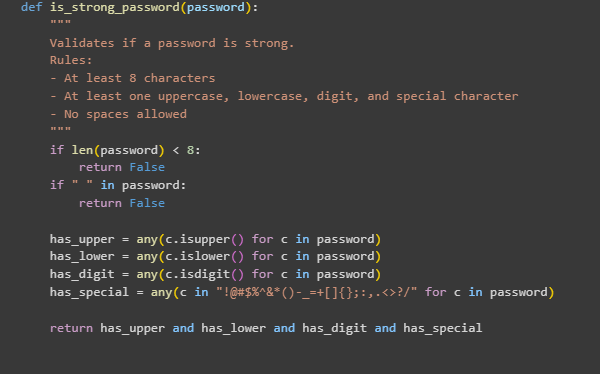 def is_strong_password(password):
    """
    Validates if a password is strong.
    Rules:
    - At least 8 characters
    - At least one uppercase, lowercase, digit, and special character
    - No spaces allowed
    """
    if len(password) < 8:
        return False
    if " " in password:
        return False

    has_upper = any(c.isupper() for c in password)
    has_lower = any(c.islower() for c in password)
    has_digit = any(c.isdigit() for c in password)
    has_special = any(c in "!@#$%^&*()-_=+[]{};:,.<>?/" for c in password)

    return has_upper and has_lower and has_digit and has_special